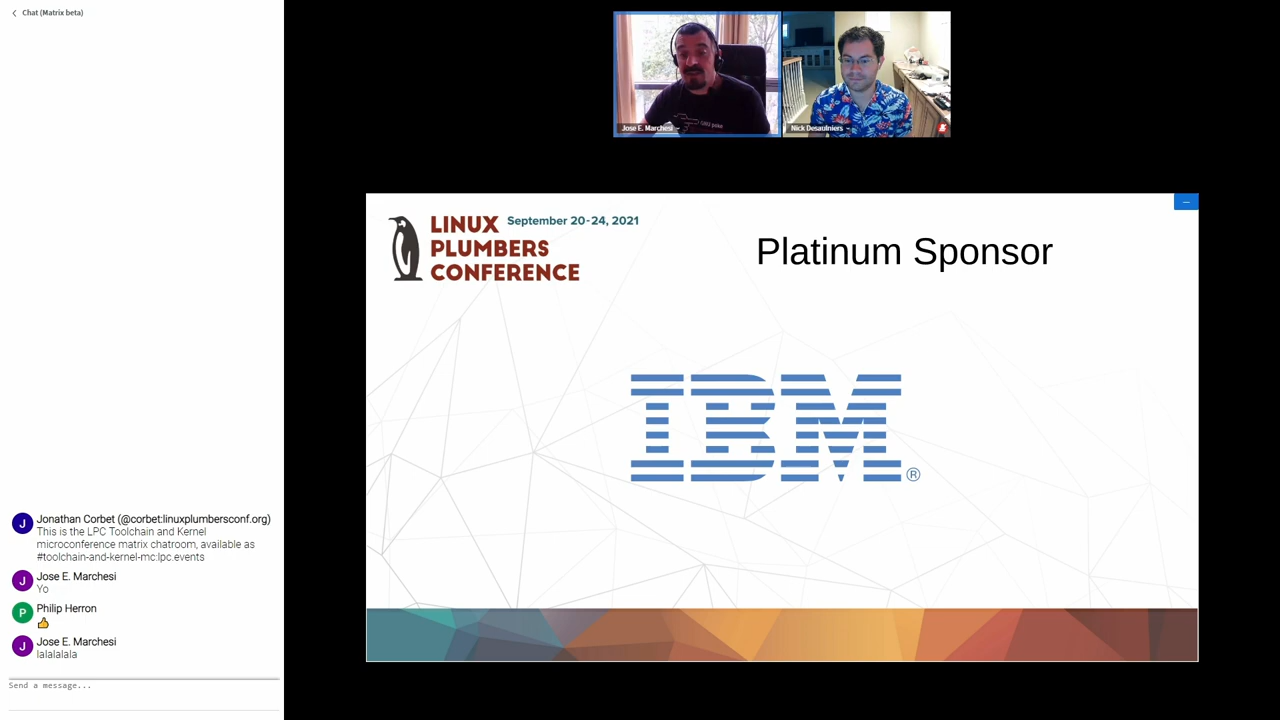 Chat (Matrix beta)
Jonathan Corbet (@corbet:linuxplumbersconf.org)
This is the LPC Toolchain and Kernel
microconference matrix chatroom, available as
#toolchain-and-kernel-mc:lpc.events
Jose E. Marchesi
Yo
Philip Herron
👍
Jose E. Marchesi
lalalalala
Send a message...
Jose E. Marchesi
Nick Desaulniers
LINUX
September 20-24, 2021
PLUMBERS
CONFERENCE
Platinum Sponsor
IBM®